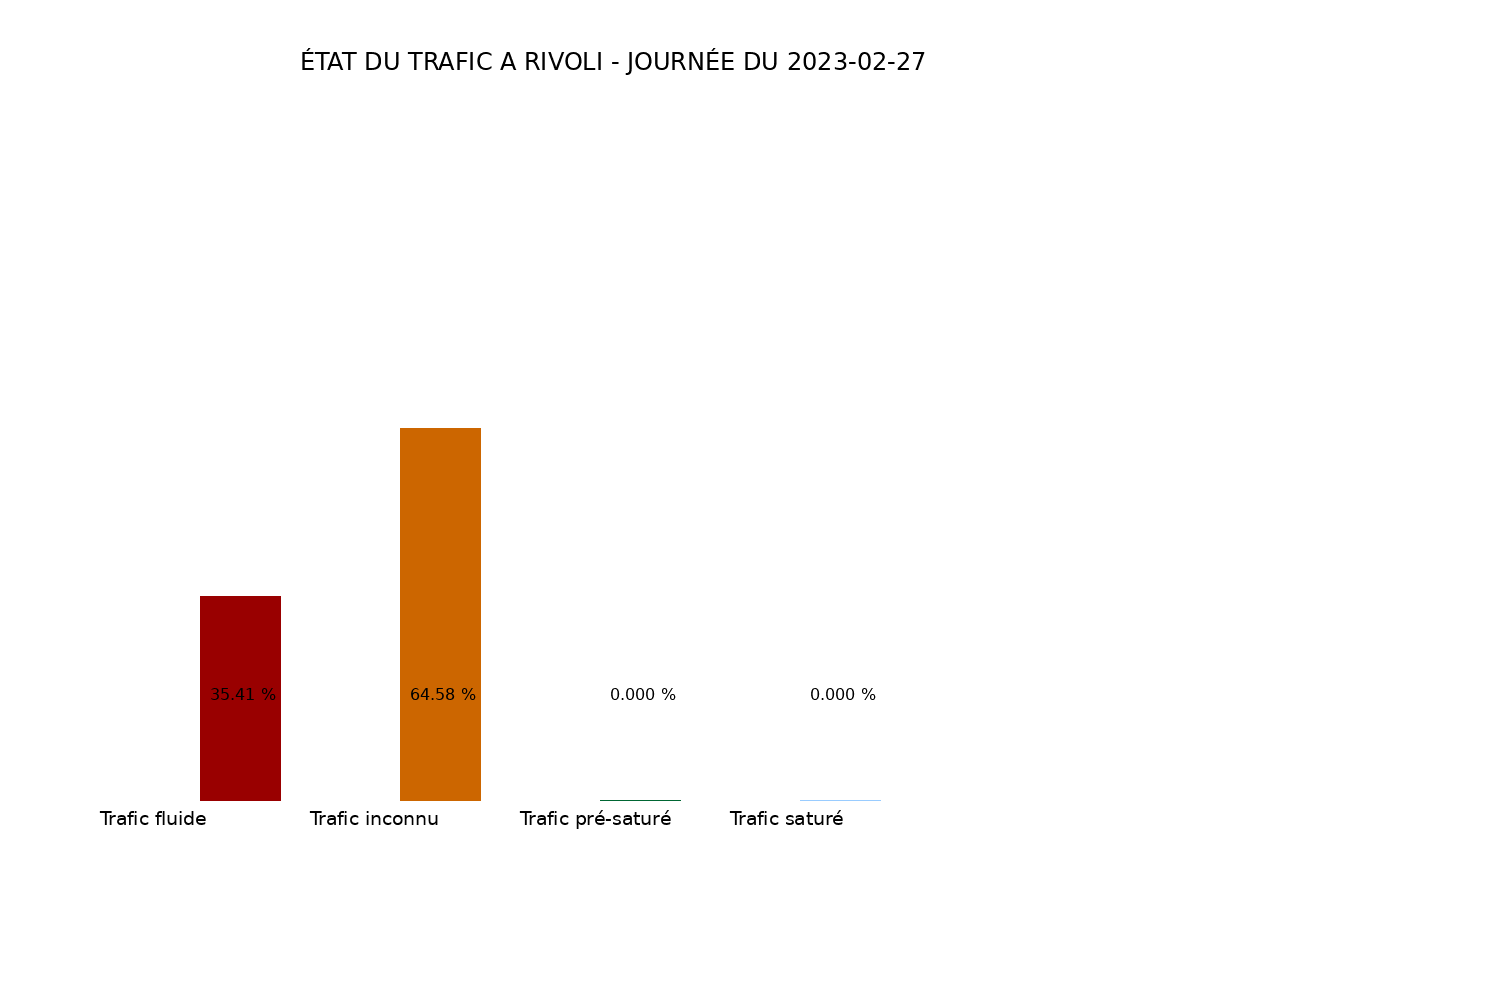 ÉTAT DU TRAFIC A RIVOLI - JOURNÉE DU 2023-02-27
35.41 % 64.58 % 0.000 % 0.000 %
Trafic fluide Trafic inconnu Trafic pré-saturé Trafic saturé